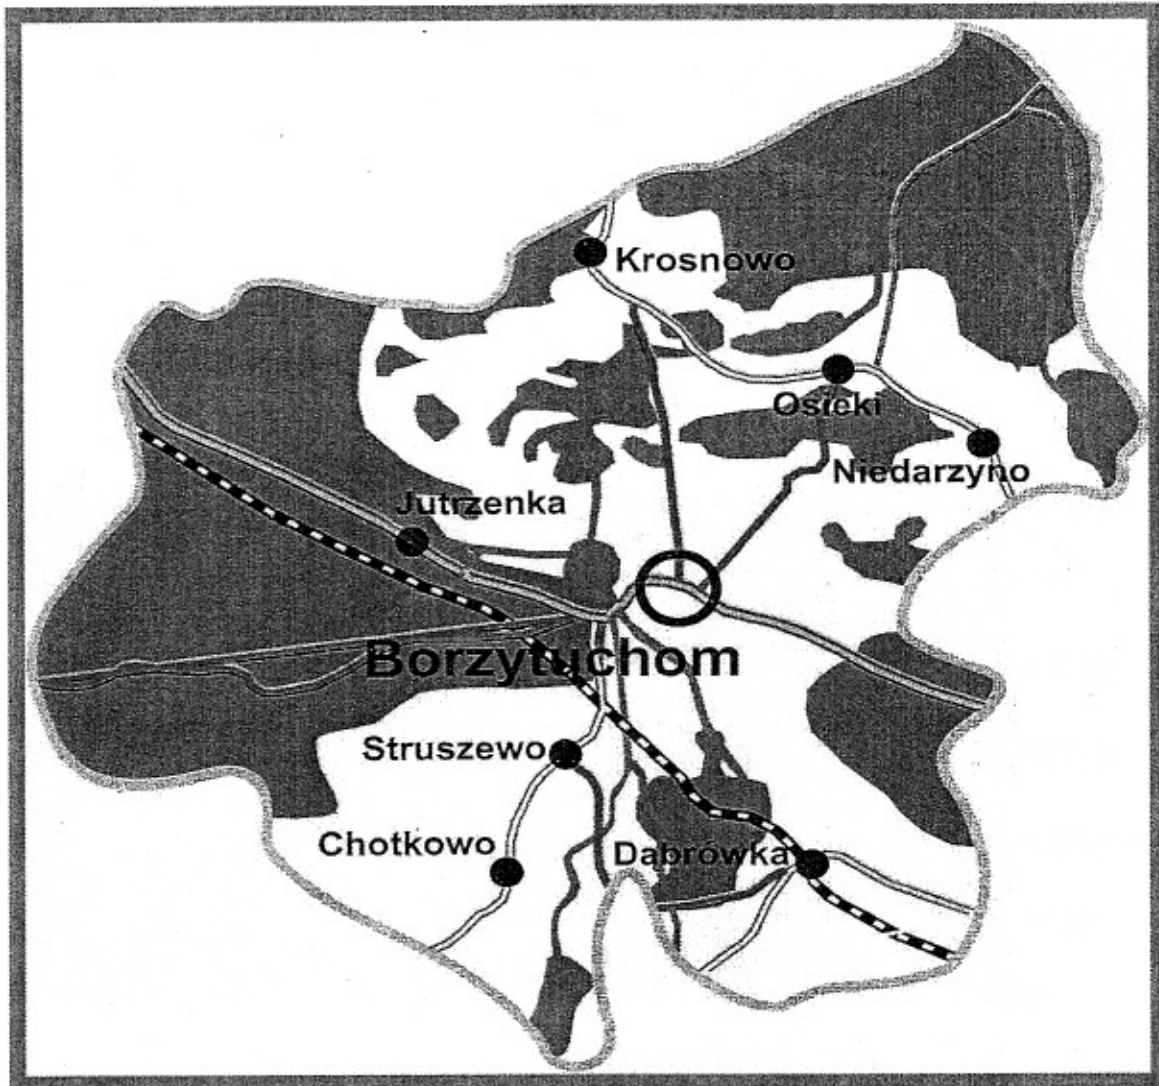 Krosnowo
Osieki
Niedarzyno
Jutrzenka
Borzytuchom
Struszewo
Chotkowo
Dąbrówka